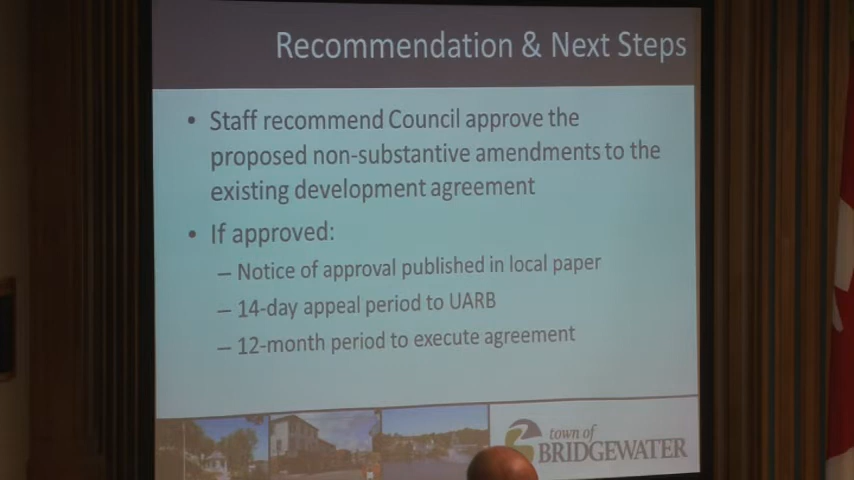 Recommendation & Next Steps
• Staff recommend Council approve the
proposed non-substantive amendments to the
existing development agreement
• If approved:
– Notice of approval published in local paper
– 14-day appeal period to UARB
– 12-month period to execute agreement
town of
BRIDGEWATER